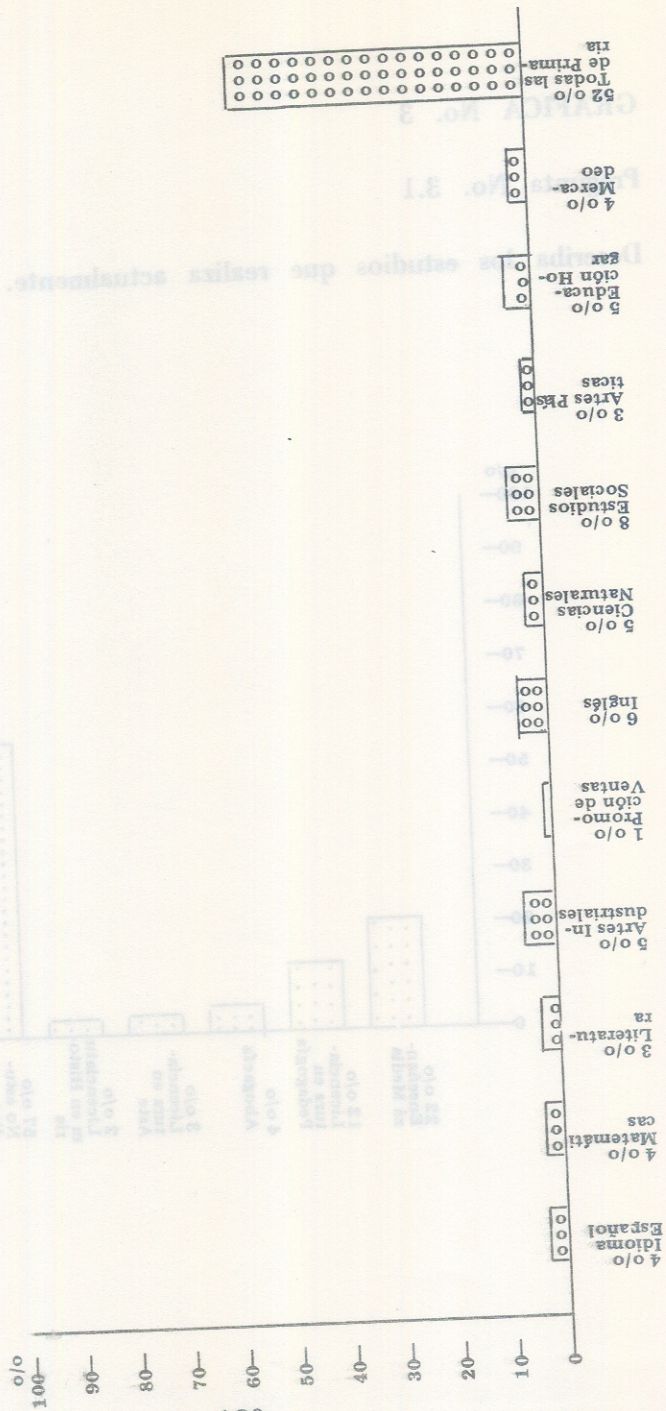 o/o
100
90
80
70
60
50
40
30
20
10
0
4 o/o
Idioma
Español
4 o/o
Matemáti
cas
3 o/o
Literatu-
ra
5 o/o
Artes In-
dustriales
1 o/o
Promo-
ción de
Ventas
6 o/o
Inglés
5 o/o
Ciencias
Naturales
8 o/o
Estudios
Sociales
3 o/o
Artes Plás
ticas
5 o/o
Educa-
ción Ho-
gar
4 o/o
Merca-
deo
52 o/o
Todas las
de Prima-
ria
GRAFICA No. 3
Pregunta No. 3.1
Describa los estudios que realiza actualmente.